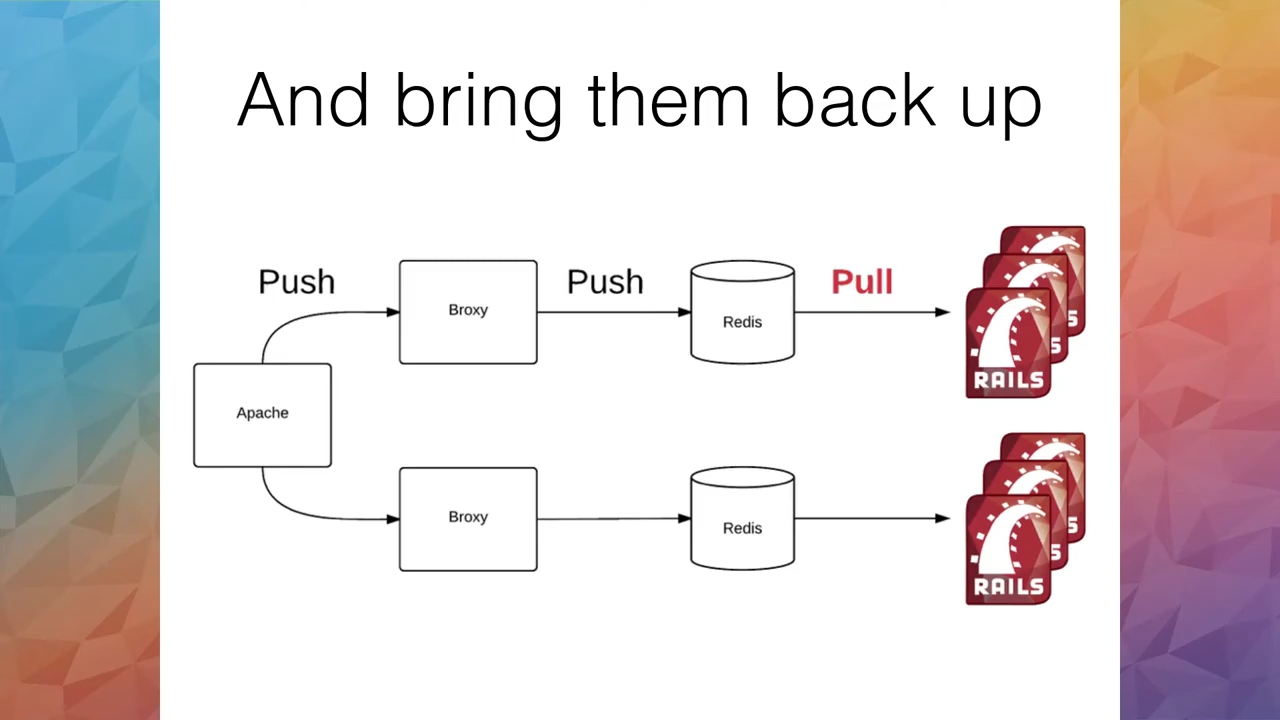 And bring them back up
Push
Push
Pull
Broxy
Redis
RAILS
Apache
Broxy
Redis
RAILS